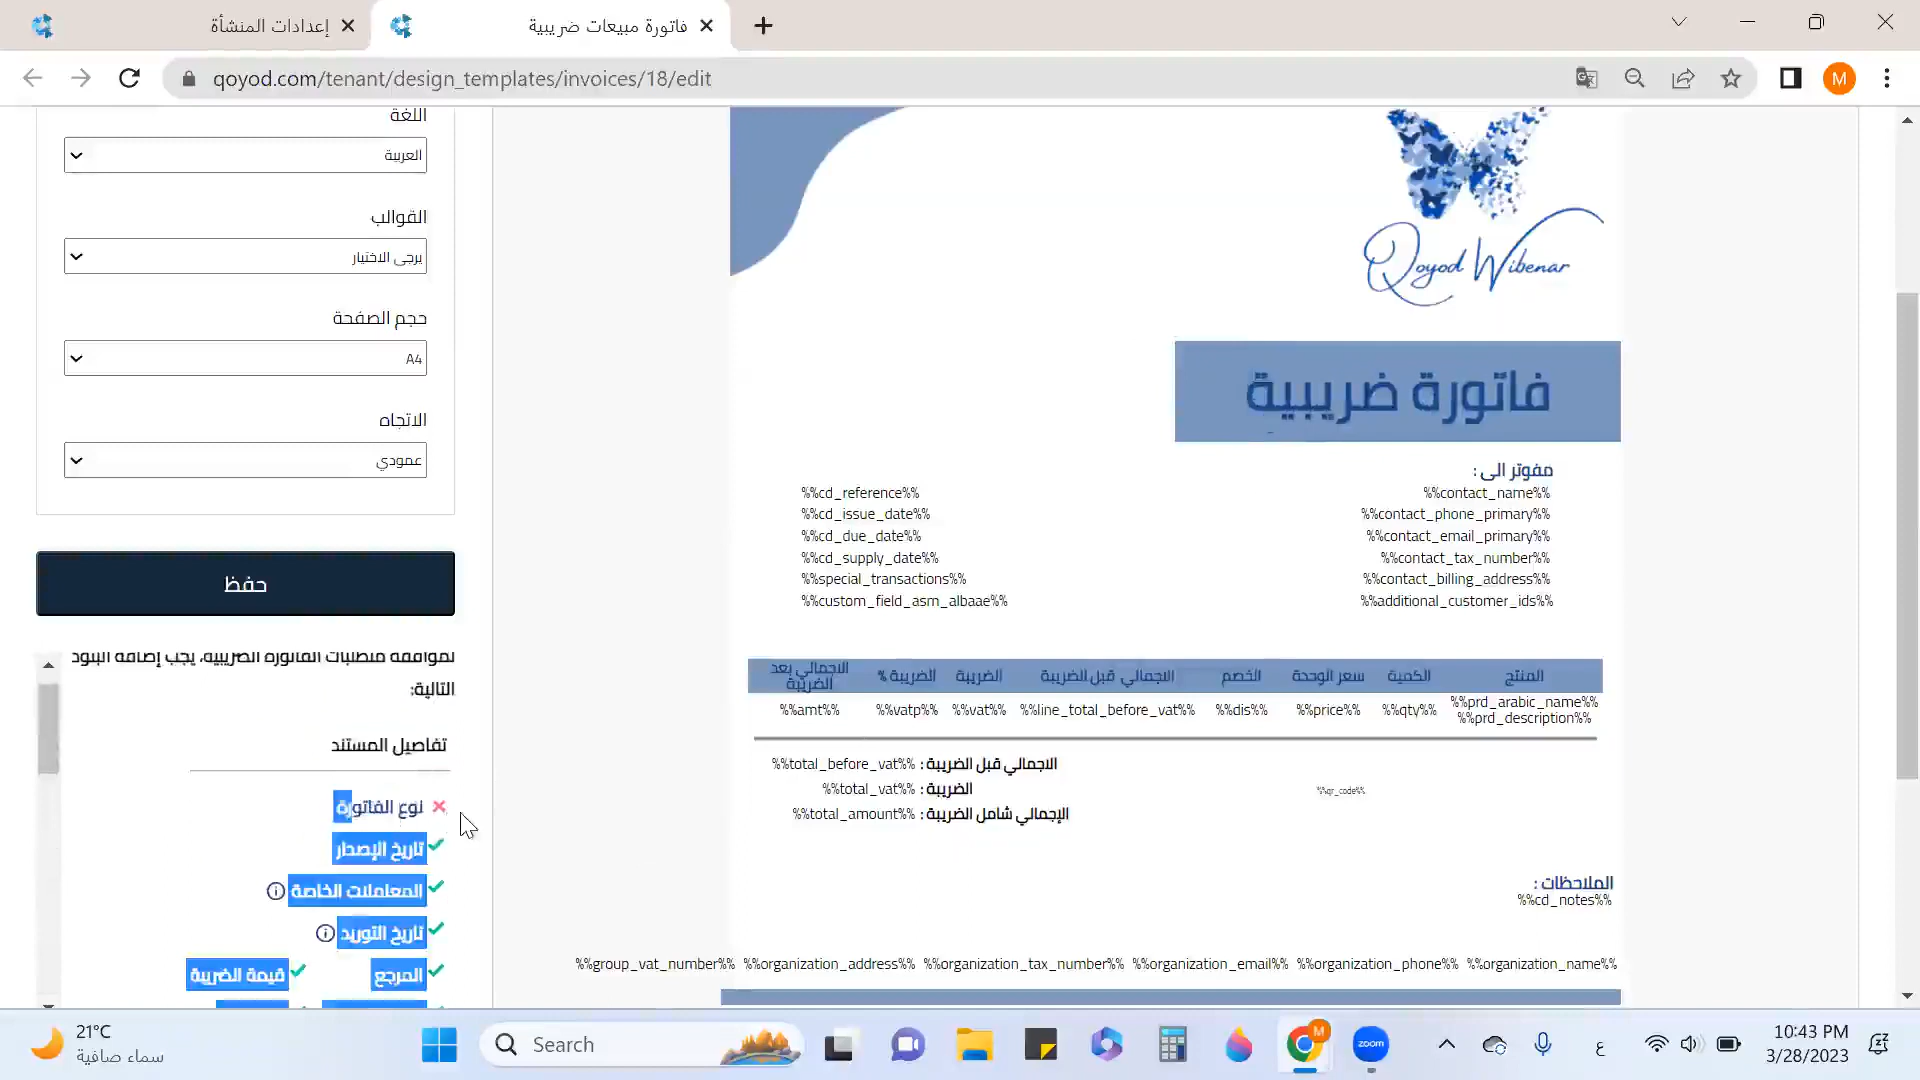 إعدادات المنشأة
فاتورة مبيعات ضريبية
qoyod.com/tenant/design_templates/invoices/18/edit
M
اللغة
العربية
القوالب
يرجى الاختيار
حجم الصفحة
A4
الاتجاه
عمودي
حفظ
لموافقة متطلبات الفاتورة الضريبية، يجب إضافة البنود
التالية:
تفاصيل المستند
نوع الفاتورة
تاريخ الإصدار
المعاملات الخاصة
تاريخ التوريد
المرجع
قيمة الضريبة
Qoyod Wibenar
فاتورة ضريبية
مفوتر الى :
%%contact_name%%
%%contact_phone_primary%%
%%contact_email_primary%%
%%contact_tax_number%%
%%contact_billing_address%%
%%additional_customer_ids%%
%%cd_reference%%
%%cd_issue_date%%
%%cd_due_date%%
%%cd_supply_date%%
%%special_transactions%%
%%custom_field_asm_albaae%%
المنتج الكمية سعر الوحدة الخصم الاجمالي قبل الضريبة الضريبة الضريبة % الاجمالي بعد الضريبة
%%prd_arabic_name%%
%%prd_description%%
%%qty%% %%price%% %%dis%% %%line_total_before_vat%% %%vat%% %%vatp%% %%amt%%
الاجمالي قبل الضريبة : %%total_before_vat%%
الضريبة : %%total_vat%%
الإجمالي شامل الضريبة : %%total_amount%%
%%qr_code%%
الملاحظات :
%%cd_notes%%
%%group_vat_number%% %%organization_address%% %%organization_tax_number%% %%organization_email%% %%organization_phone%% %%organization_name%%
21°C
سماء صافية
Search
M
zoom
ع
10:43 PM
3/28/2023